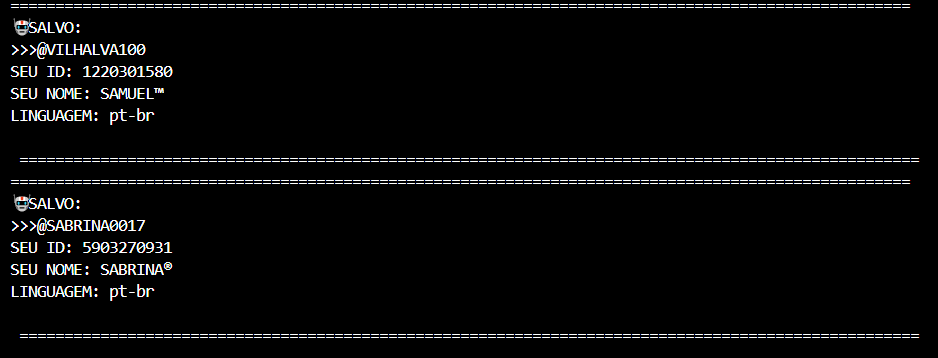 ====================================================================================================
🤖SALVO:
>>>@VILHALVA100
SEU ID: 1220301580
SEU NOME: SAMUEL™
LINGUAGEM: pt-br
====================================================================================================
====================================================================================================
🤖SALVO:
>>>@SABRINA0017
SEU ID: 5903270931
SEU NOME: SABRINA®
LINGUAGEM: pt-br
====================================================================================================